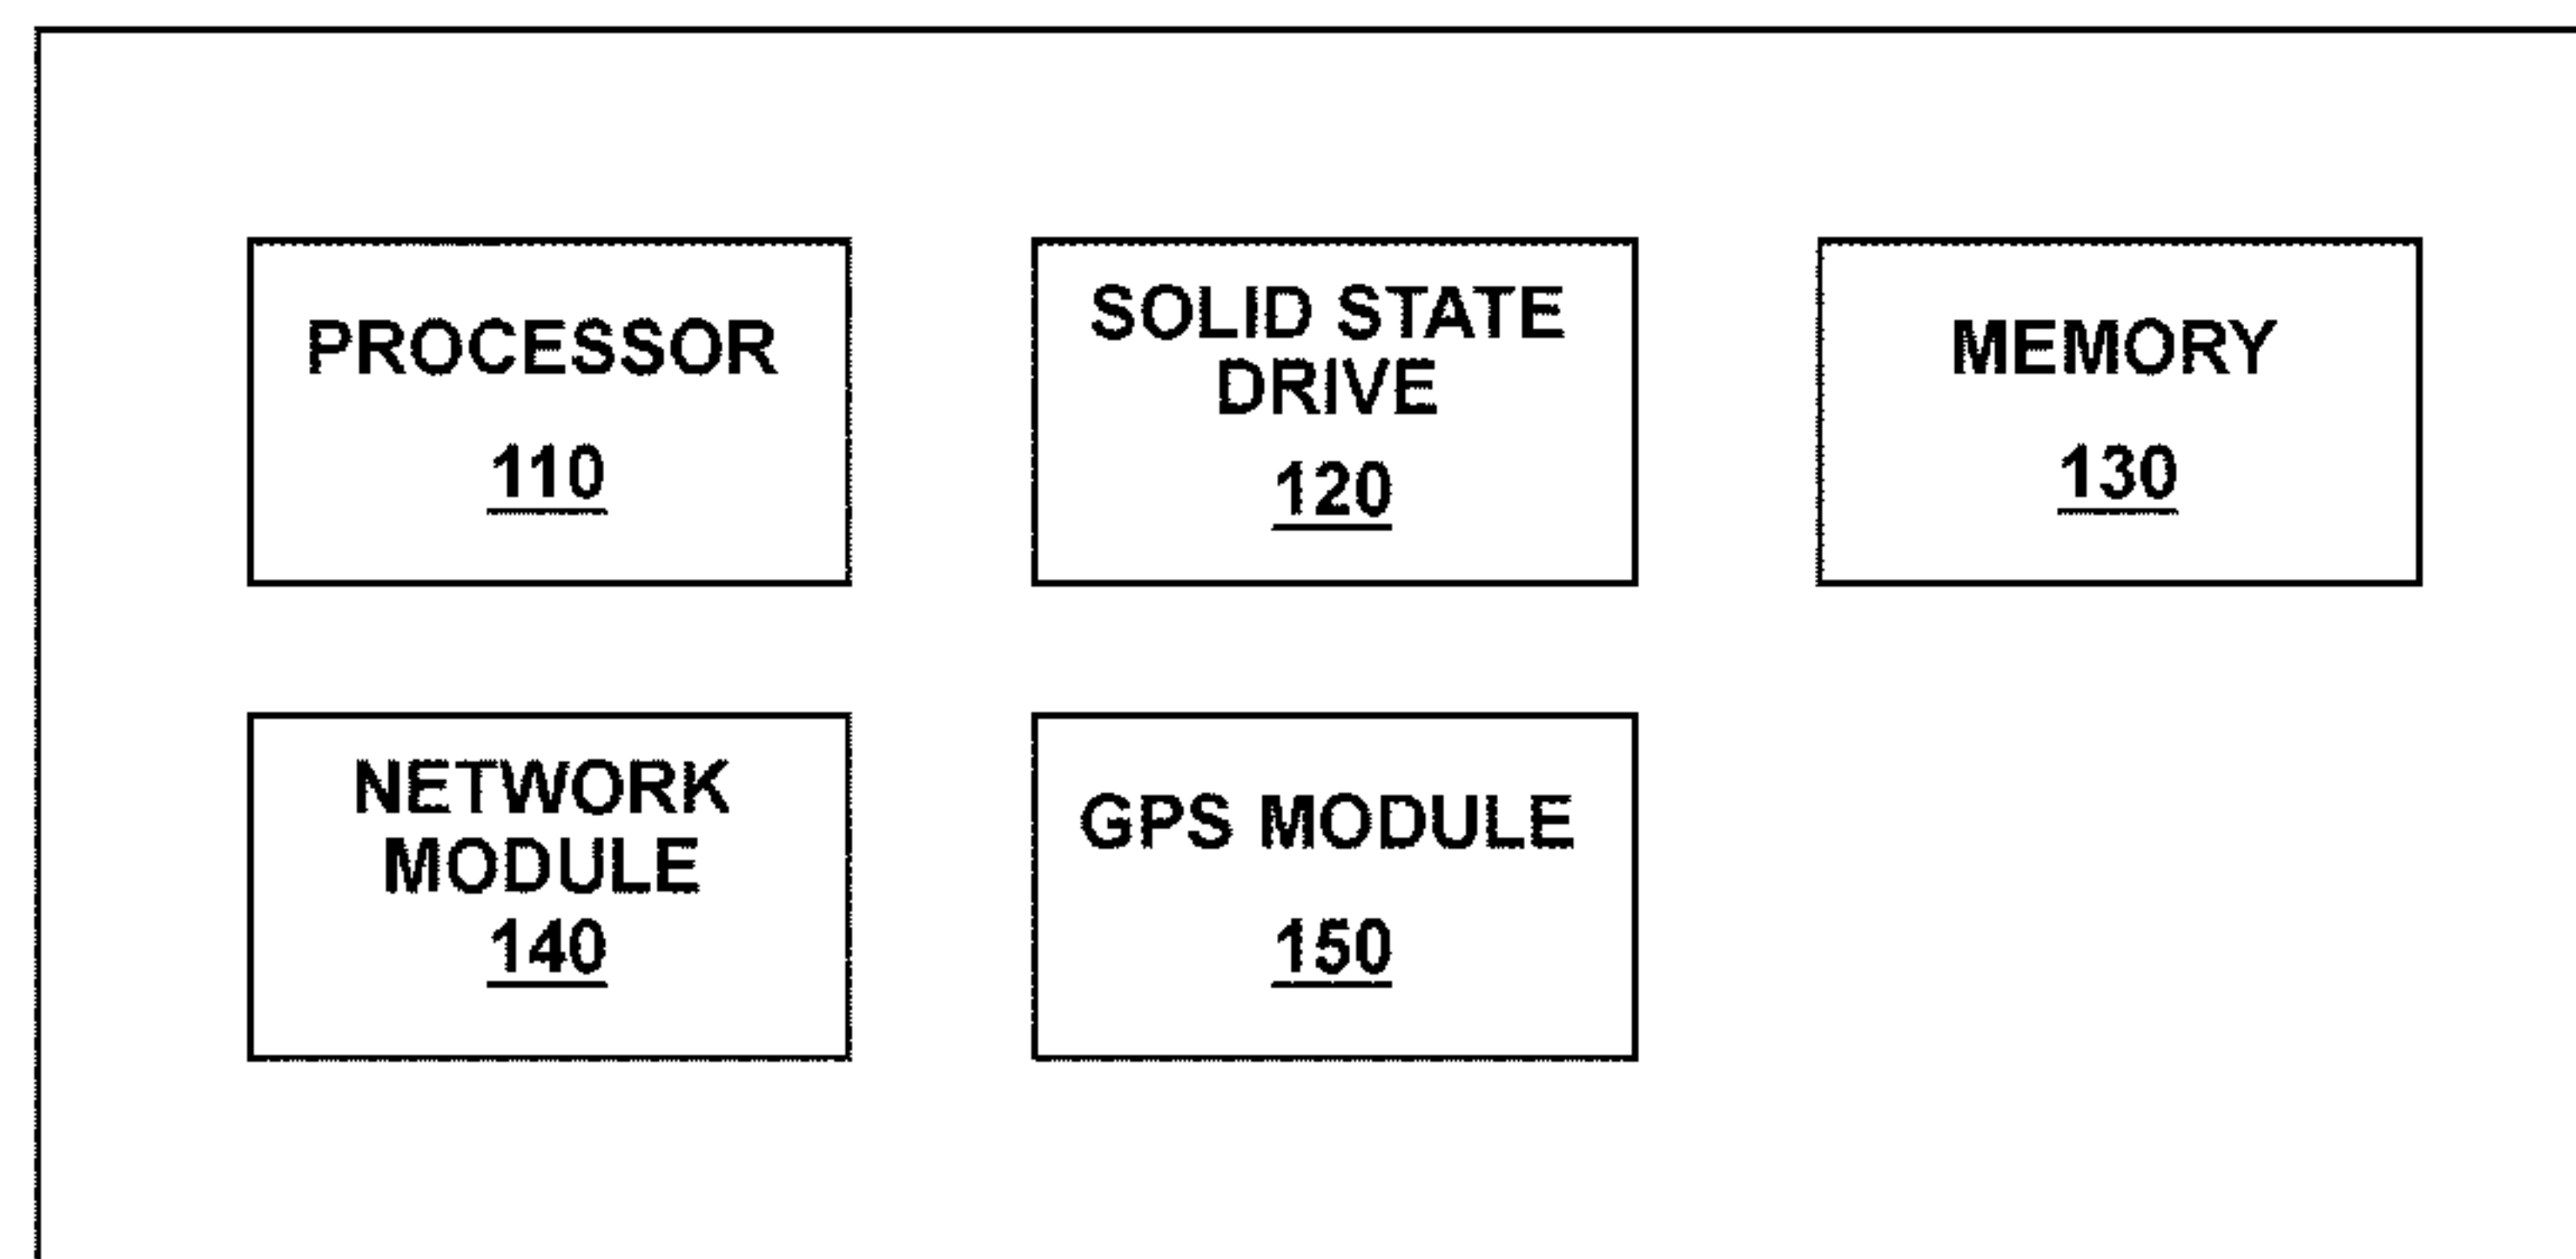 PROCESSOR
110
SOLID STATE
DRIVE
120
MEMORY
130
NETWORK
MODULE
140
GPS MODULE
150